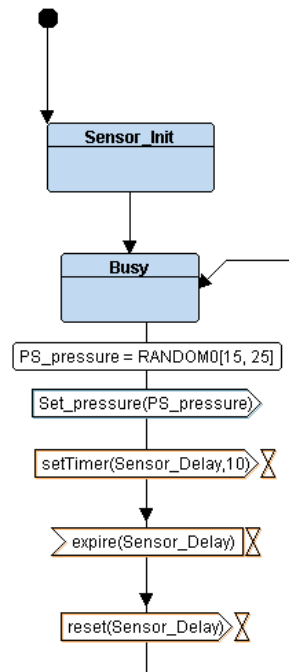 Sensor_Init
Busy
PS_pressure = RANDOM0[15, 25]
Set_pressure(PS_pressure)
setTimer(Sensor_Delay,10)
expire(Sensor_Delay)
reset(Sensor_Delay)